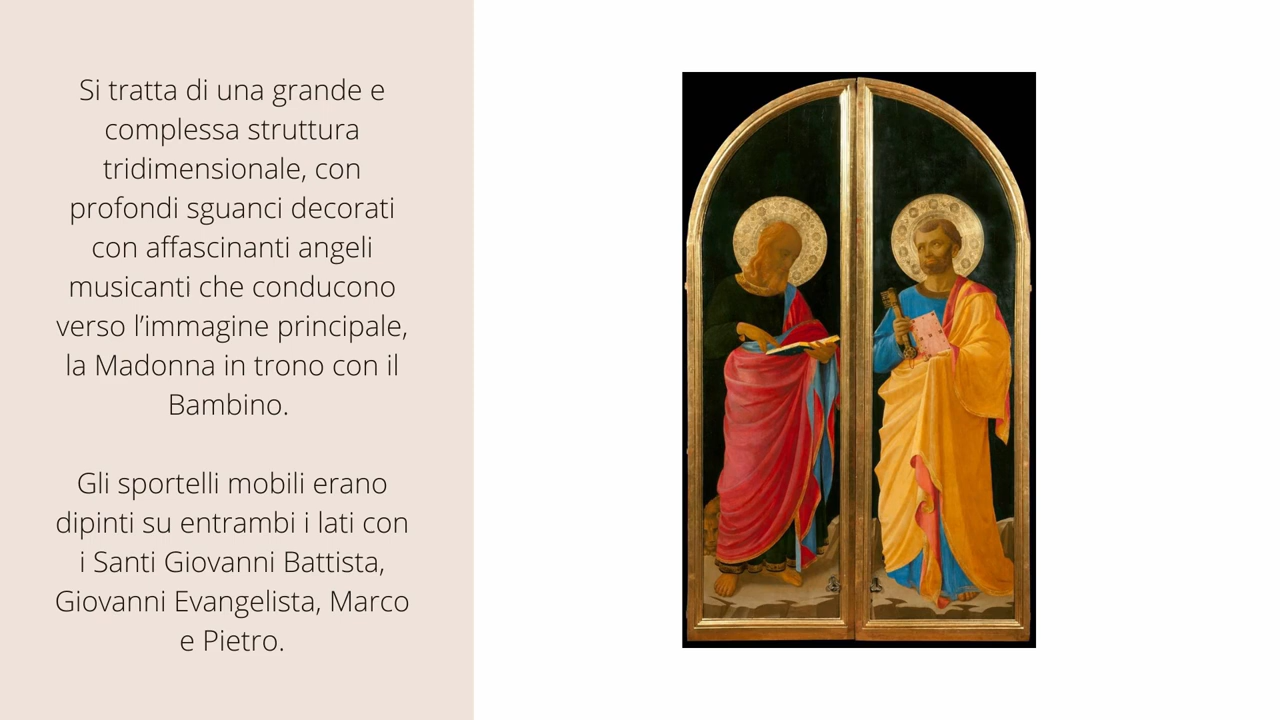 Si tratta di una grande e
complessa struttura
tridimensionale, con
profondi sguanci decorati
con affascinanti angeli
musicanti che conducono
verso l’immagine principale,
la Madonna in trono con il
Bambino.
Gli sportelli mobili erano
dipinti su entrambi i lati con
i Santi Giovanni Battista,
Giovanni Evangelista, Marco
e Pietro.